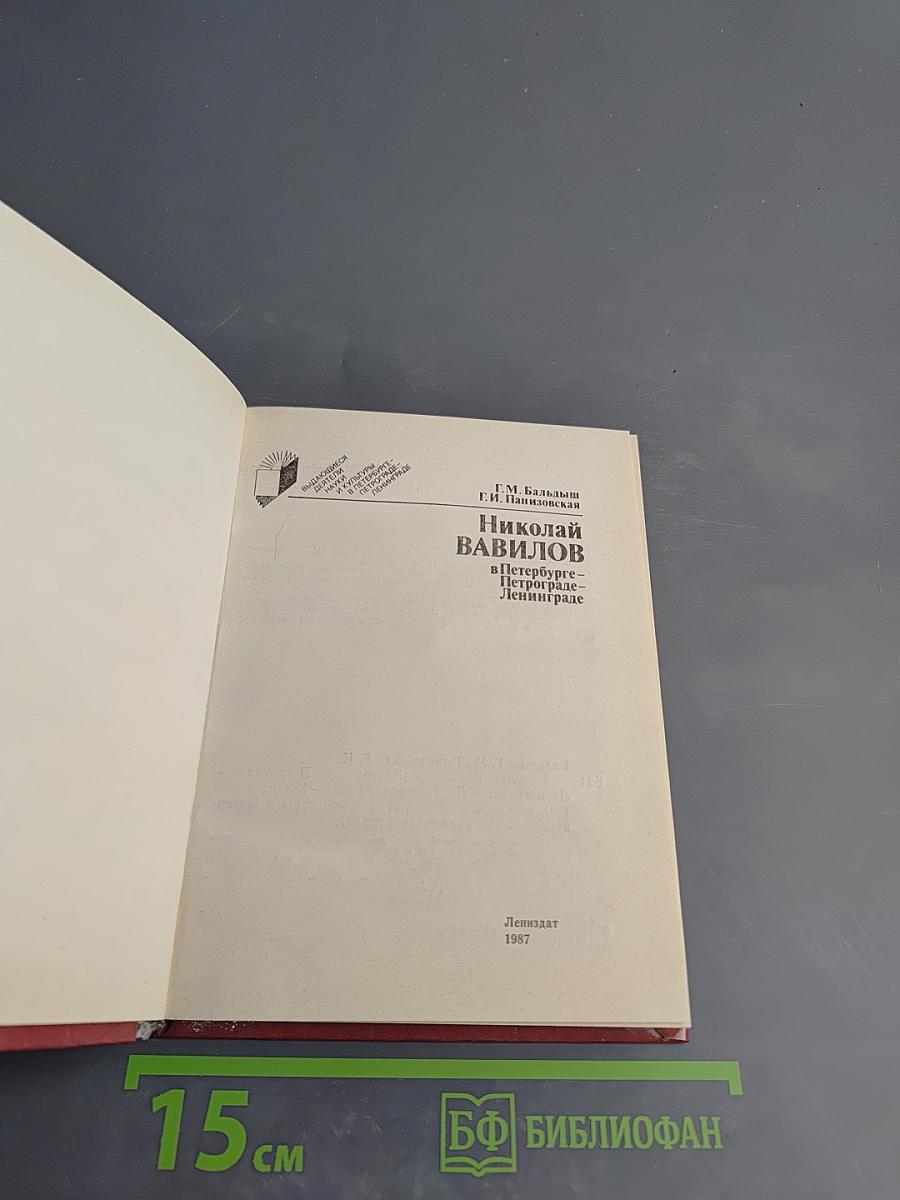 ВЫДАЮЩИЕСЯ
ДЕЯТЕЛИ
НАУКИ
И КУЛЬТУРЫ
В ПЕТЕРБУРГЕ–
ПЕТРОГРАДЕ–
ЛЕНИНГРАДЕ
Г.М. Бальдыш
Г.И. Панизовская
Николай
ВАВИЛОВ
в Петербурге–
Петрограде–
Ленинграде
Лениздат
1987
15 см
БФ БИБЛИОФАН